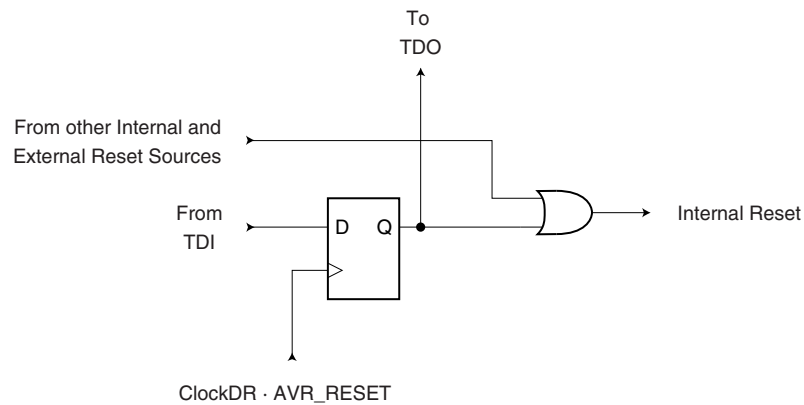 To
TDO
From other Internal and
External Reset Sources
From
TDI
D Q
Internal Reset
ClockDR · AVR_RESET